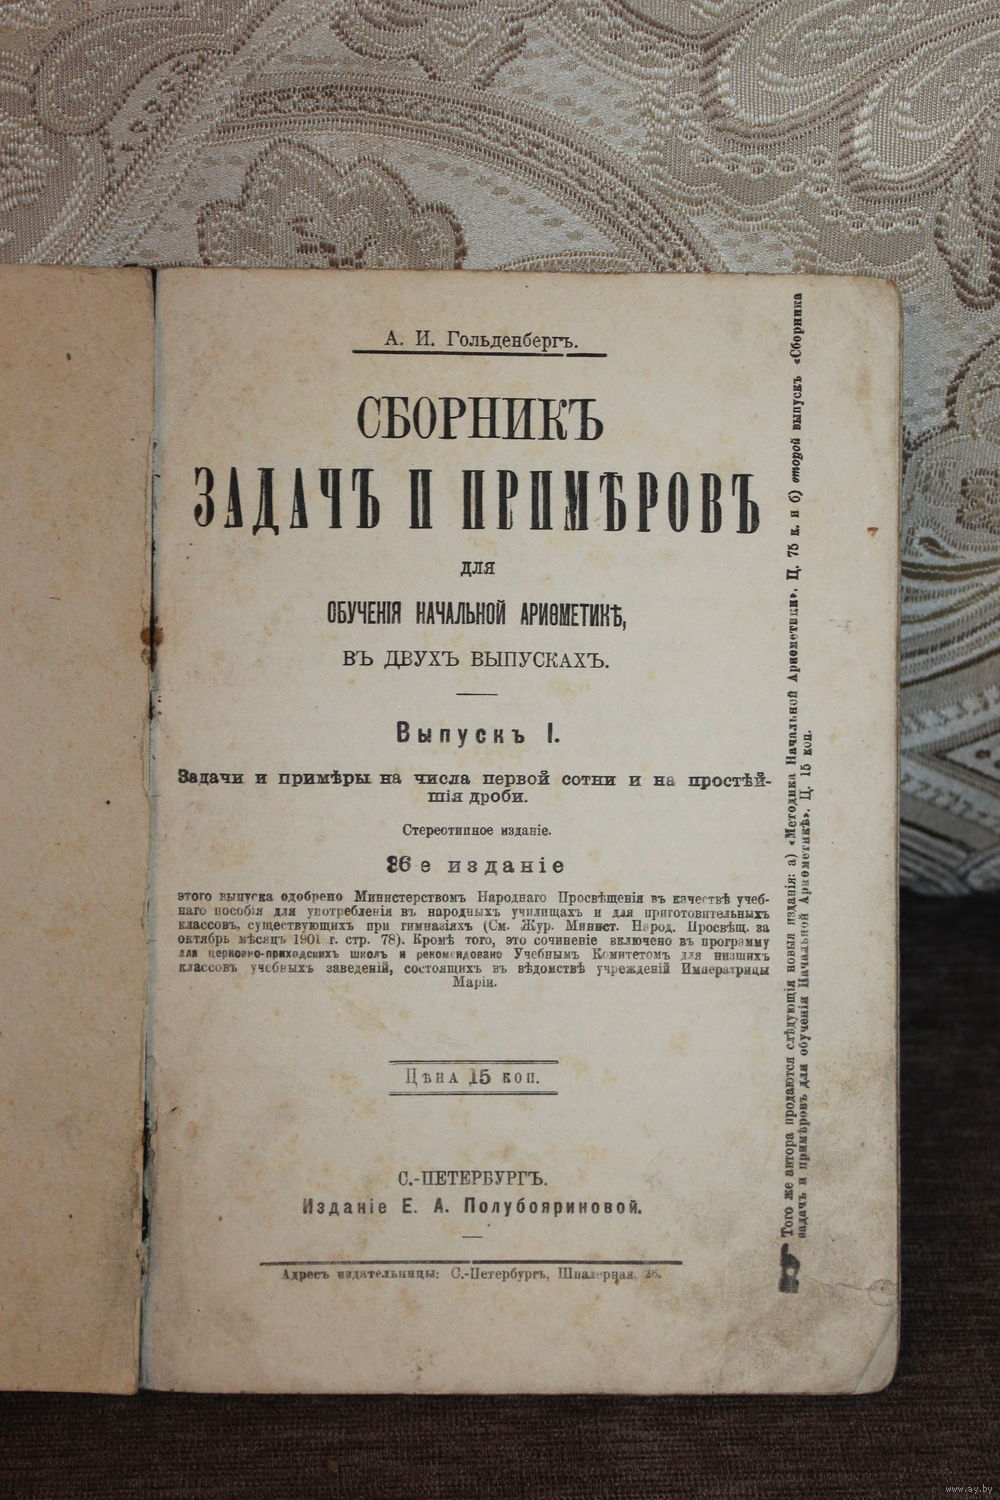 А. И. Гольденбергъ.
СБОРНИКЪ
ЗАДАЧЪ И ПРИМѢРОВЪ
для
ОБУЧЕНІЯ НАЧАЛЬНОЙ АРИѲМЕТИКѢ,
ВЪ ДВУХЪ ВЫПУСКАХЪ.
Выпускъ I.
Задачи и примѣры на числа первой сотни и на простѣй-
шія дроби.
Стереотипное изданіе.
36е изданіе
этого выпуска одобрено Министерствомъ Народнаго Просвѣщенія въ качествѣ учеб-
наго пособія для употребленія въ народныхъ училищахъ и для приготовительныхъ
классовъ, существующихъ при гимназіяхъ (См. Жур. Минист. Народ. Просвѣщ. за
октябрь мѣсяцъ 1901 г. стр. 78). Кромѣ того, это сочиненіе включено въ программу
для церковно-приходскихъ школъ и рекомендовано Учебнымъ Комитетомъ для низшихъ
классовъ учебныхъ заведеній, состоящихъ въ вѣдомствѣ учрежденій Императрицы
Маріи.
ЦѢНА 15 КОП.
С.-ПЕТЕРБУРГЪ.
Изданіе Е. А. Полубояриновой.
Адресъ издательницы: С.-Петербургъ, Шпалерная, 26.
Того же автора продаются слѣдующія новыя изданія: а) «Методика Начальной Ариѳметики». Ц. 75 к. и б) второй выпускъ «Сборника
задачъ и примѣровъ для обученія Начальной Ариѳметикѣ». Ц. 15 коп.
www.ay.by